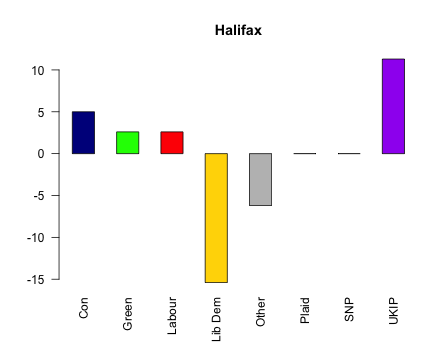 Halifax
10
5
0
-5
-10
-15
Con
Green
Labour
Lib Dem
Other
Plaid
SNP
UKIP